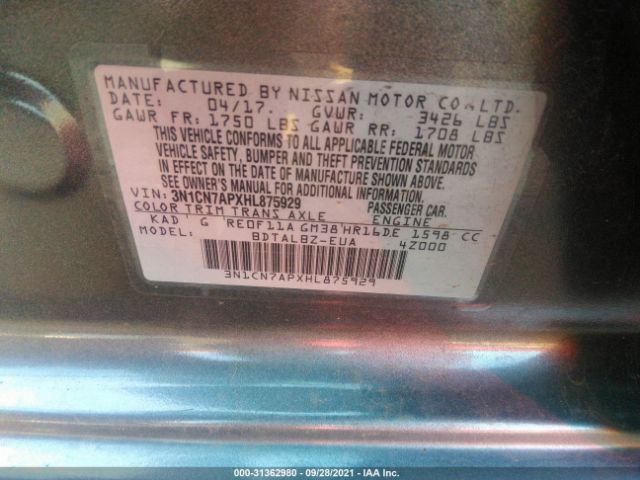 MANUFACTURED BY NISSAN MOTOR CO.,LTD.
DATE: 04/17 GVWR: 3426 LBS
GAWR FR: 1750 LBS GAWR RR: 1708 LBS
THIS VEHICLE CONFORMS TO ALL APPLICABLE FEDERAL MOTOR
VEHICLE SAFETY, BUMPER AND THEFT PREVENTION STANDARDS
IN EFFECT ON THE DATE OF MANUFACTURE SHOWN ABOVE.
SEE OWNER'S MANUAL FOR ADDITIONAL INFORMATION.
VIN: 3N1CN7APXHL875929 PASSENGER CAR.
COLOR TRIM TRANS AXLE ENGINE
KAD G RE0F11A GM38 HR16DE 1598 CC
MODEL BDTALBZ-EUA 4Z000
3N1CN7APXHL875929
000-31362980 - 09/28/2021 - IAA Inc.